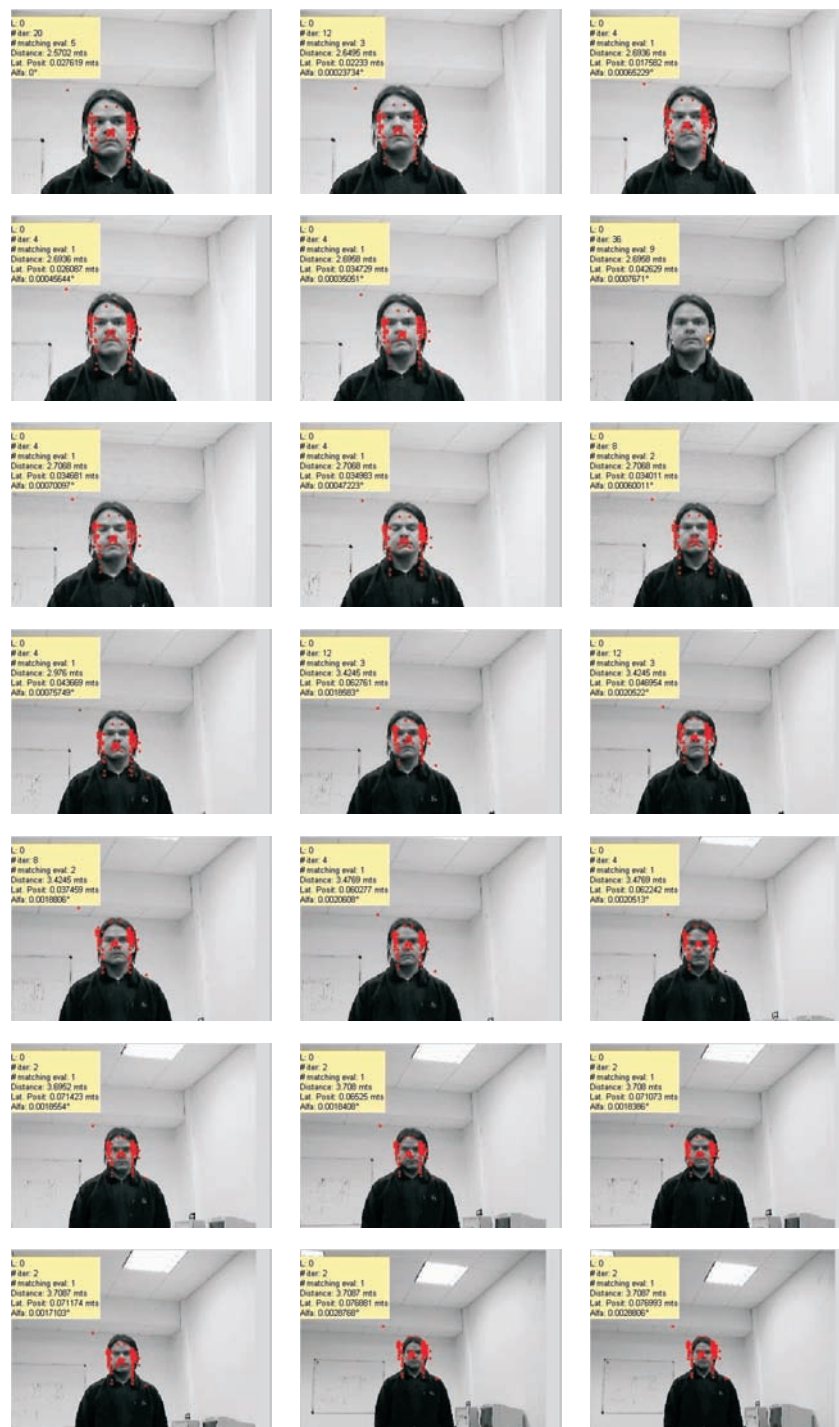 L: 0
# iter: 20
# matching eval: 5
Distance: 2.5702 mts
Lat. Posit: 0.027619 mts
Alfa: 0°
L: 0
# iter: 12
# matching eval: 3
Distance: 2.6495 mts
Lat. Posit: 0.02233 mts
Alfa: 0.00023734°
L: 0
# iter: 4
# matching eval: 1
Distance: 2.6936 mts
Lat. Posit: 0.017582 mts
Alfa: 0.00065229°
L: 0
# iter: 4
# matching eval: 1
Distance: 2.6936 mts
Lat. Posit: 0.026087 mts
Alfa: 0.00045644°
L: 0
# iter: 4
# matching eval: 1
Distance: 2.6958 mts
Lat. Posit: 0.034729 mts
Alfa: 0.00035051°
L: 0
# iter: 36
# matching eval: 9
Distance: 2.6958 mts
Lat. Posit: 0.042629 mts
Alfa: 0.0007671°
L: 0
# iter: 4
# matching eval: 1
Distance: 2.7068 mts
Lat. Posit: 0.034681 mts
Alfa: 0.00070097°
L: 0
# iter: 4
# matching eval: 1
Distance: 2.7068 mts
Lat. Posit: 0.034983 mts
Alfa: 0.00047223°
L: 0
# iter: 8
# matching eval: 2
Distance: 2.7068 mts
Lat. Posit: 0.034011 mts
Alfa: 0.00060011°
L: 0
# iter: 4
# matching eval: 1
Distance: 2.976 mts
Lat. Posit: 0.043669 mts
Alfa: 0.00075749°
L: 0
# iter: 12
# matching eval: 3
Distance: 3.4245 mts
Lat. Posit: 0.062761 mts
Alfa: 0.0018583°
L: 0
# iter: 12
# matching eval: 3
Distance: 3.4245 mts
Lat. Posit: 0.046954 mts
Alfa: 0.0020522°
L: 0
# iter: 8
# matching eval: 2
Distance: 3.4245 mts
Lat. Posit: 0.037459 mts
Alfa: 0.0018806°
L: 0
# iter: 4
# matching eval: 1
Distance: 3.4769 mts
Lat. Posit: 0.060277 mts
Alfa: 0.0020608°
L: 0
# iter: 4
# matching eval: 1
Distance: 3.4769 mts
Lat. Posit: 0.062242 mts
Alfa: 0.0020513°
L: 0
# iter: 2
# matching eval: 1
Distance: 3.6952 mts
Lat. Posit: 0.071423 mts
Alfa: 0.0018554°
L: 0
# iter: 2
# matching eval: 1
Distance: 3.708 mts
Lat. Posit: 0.06525 mts
Alfa: 0.0018408°
L: 0
# iter: 2
# matching eval: 1
Distance: 3.708 mts
Lat. Posit: 0.071073 mts
Alfa: 0.0018386°
L: 0
# iter: 2
# matching eval: 1
Distance: 3.7087 mts
Lat. Posit: 0.071174 mts
Alfa: 0.0017103°
L: 0
# iter: 2
# matching eval: 1
Distance: 3.7087 mts
Lat. Posit: 0.076881 mts
Alfa: 0.0028768°
L: 0
# iter: 2
# matching eval: 1
Distance: 3.7087 mts
Lat. Posit: 0.076993 mts
Alfa: 0.0028806°